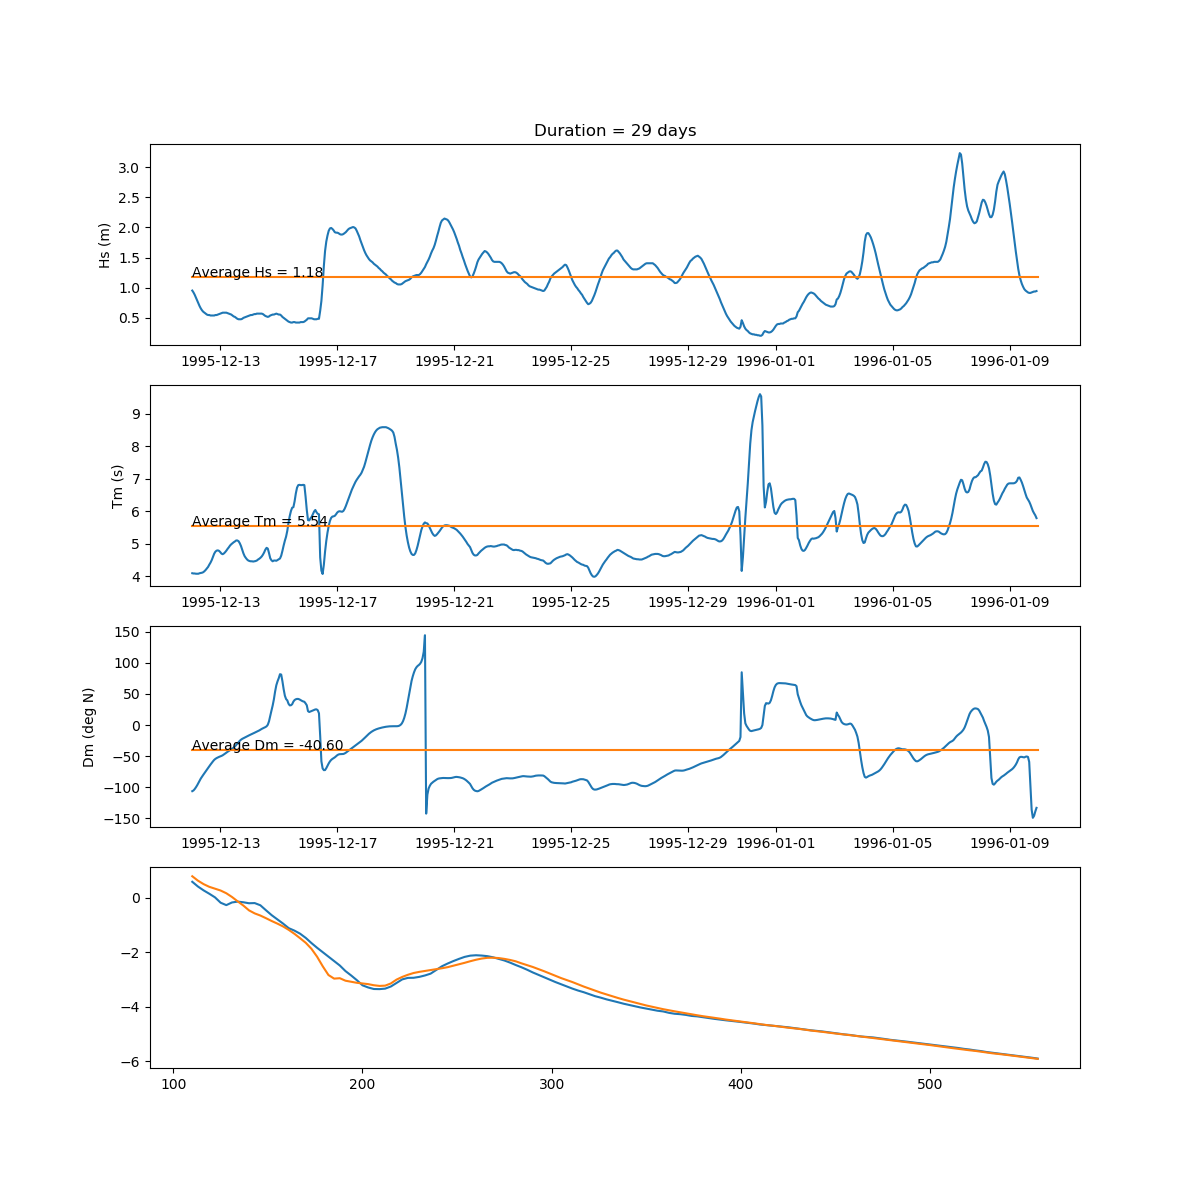 Duration = 29 days
Hs (m)
3.0
2.5
2.0
1.5
1.0
0.5
Average Hs = 1.18
1995-12-13 1995-12-17 1995-12-21 1995-12-25 1995-12-29 1996-01-01 1996-01-05 1996-01-09
Tm (s)
9
8
7
6
5
4
Average Tm = 5.54
1995-12-13 1995-12-17 1995-12-21 1995-12-25 1995-12-29 1996-01-01 1996-01-05 1996-01-09
Dm (deg N)
150
100
50
0
−50
−100
−150
Average Dm = -40.60
1995-12-13 1995-12-17 1995-12-21 1995-12-25 1995-12-29 1996-01-01 1996-01-05 1996-01-09
0
−2
−4
−6
100 200 300 400 500